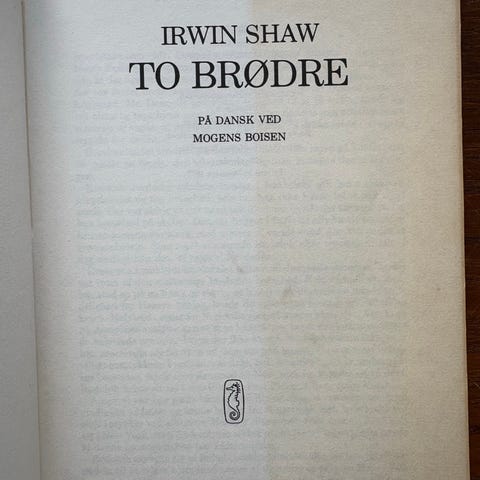 IRWIN SHAW
TO BRØDRE
PÅ DANSK VED
MOGENS BOISEN